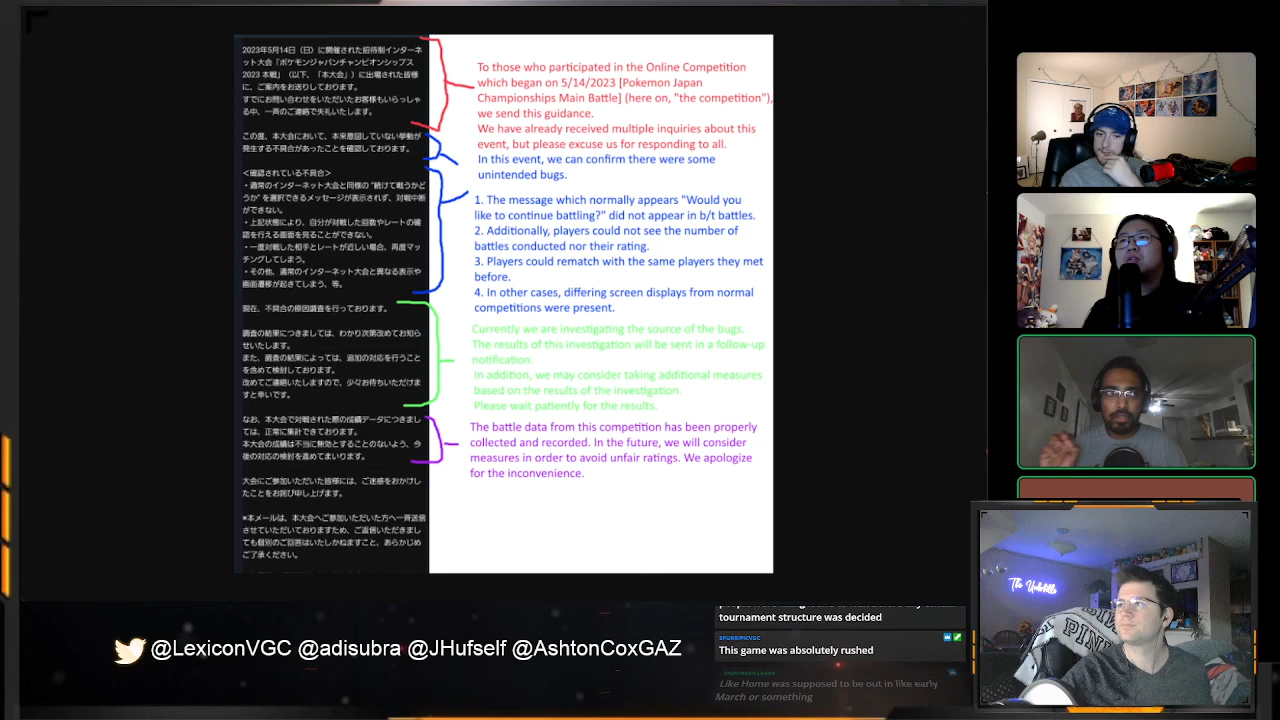 2023年5月14日（日）に開催された招待制インターネ
ット大会「ポケモンジャパンチャンピオンシップス
2023 本戦」（以下、「本大会」）に出場された皆様
に、ご案内をお送りしております。
すでにお問い合わせをいただいたお客様もいらっしゃ
る中、一斉のご連絡で失礼いたします。
この度、本大会において、本来意図していない挙動が
発生する不具合があったことを確認しております。
＜確認されている不具合＞
・通常のインターネット大会と同様の"続けて戦うかど
うか"を選択できるメッセージが表示されず、対戦中断
ができない。
・上記状態により、自分が対戦した回数やレートの確
認を行える画面を見ることができない。
・一度対戦した相手とレートが近しい場合、再度マッ
チングしてしまう。
・その他、通常のインターネット大会と異なる表示や
画面遷移が起きてしまう、等。
現在、不具合の原因調査を行っております。
調査の結果につきましては、わかり次第改めてお知ら
せいたします。
また、調査の結果によっては、追加の対応を行うこと
を含めて検討しております。
改めてご連絡いたしますので、少々お待ちいただけま
すと幸いです。
なお、本大会で対戦された際の成績データにつきまし
ては、正常に集計できております。
本大会の成績は不当に無効とすることのないよう、今
後の対応の検討を進めてまいります。
大会にご参加いただいた皆様には、ご迷惑をおかけし
たことをお詫び申し上げます。
*本メールは、本大会へご参加いただいた方へ一斉送信
させていただいておりますため、ご返信いただきまし
ても個別のご回答はいたしかねますこと、あらかじめ
ご了承ください。
To those who participated in the Online Competition
which began on 5/14/2023 [Pokemon Japan
Championships Main Battle] (here on, "the competition"),
we send this guidance.
We have already received multiple inquiries about this
event, but please excuse us for responding to all.
In this event, we can confirm there were some
unintended bugs.
1. The message which normally appears "Would you
like to continue battling?" did not appear in b/t battles.
2. Additionally, players could not see the number of
battles conducted nor their rating.
3. Players could rematch with the same players they met
before.
4. In other cases, differing screen displays from normal
competitions were present.
Currently we are investigating the source of the bugs.
The results of this investigation will be sent in a follow-up
notification.
In addition, we may consider taking additional measures
based on the results of the investigation.
Please wait patiently for the results.
The battle data from this competition has been properly
collected and recorded. In the future, we will consider
measures in order to avoid unfair ratings. We apologize
for the inconvenience.
@LexiconVGC @adisubra @JHufself @AshtonCoxGAZ
tournament structure was decided
SPURRIFICVGC
This game was absolutely rushed
Like Home was supposed to be out in like early
March or something
The Underville
PINK